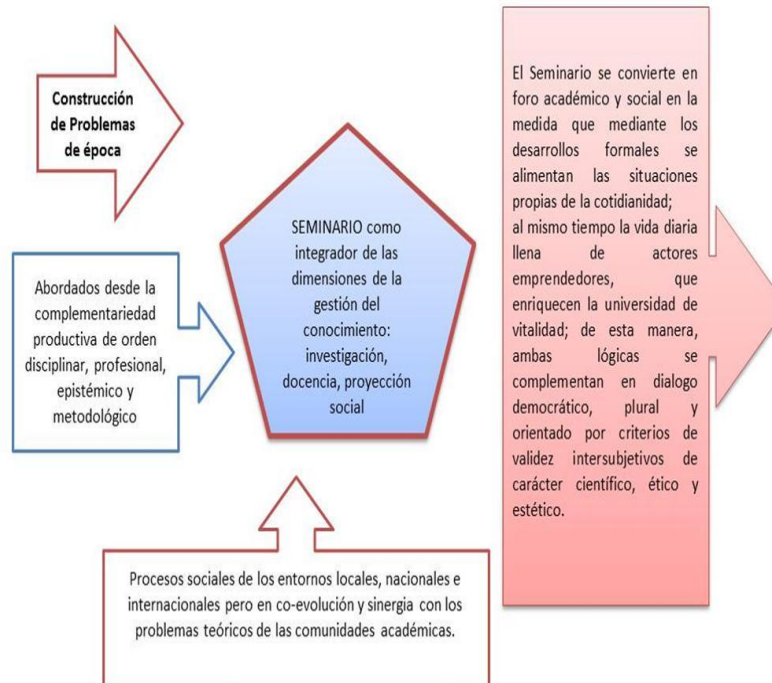 Construcción
de Problemas
de época
Abordados desde la
complementariedad
productiva de orden
disciplinar, profesional,
epistémico y
metodológico
SEMINARIO como
integrador de las
dimensiones de la
gestión del
conocimiento:
investigación,
docencia, proyección
social
Procesos sociales de los entornos locales, nacionales e
internacionales pero en co-evolución y sinergia con los
problemas teóricos de las comunidades académicas.
El Seminario se convierte en
foro académico y social en la
medida que mediante los
desarrollos formales se
alimentan las situaciones
propias de la cotidianidad;
al mismo tiempo la vida diaria
llena de actores
emprendedores, que
enriquecen la universidad de
vitalidad; de esta manera,
ambas lógicas se
complementan en dialogo
democrático, plural y
orientado por criterios de
validez intersubjetivos de
carácter científico, ético y
estético.